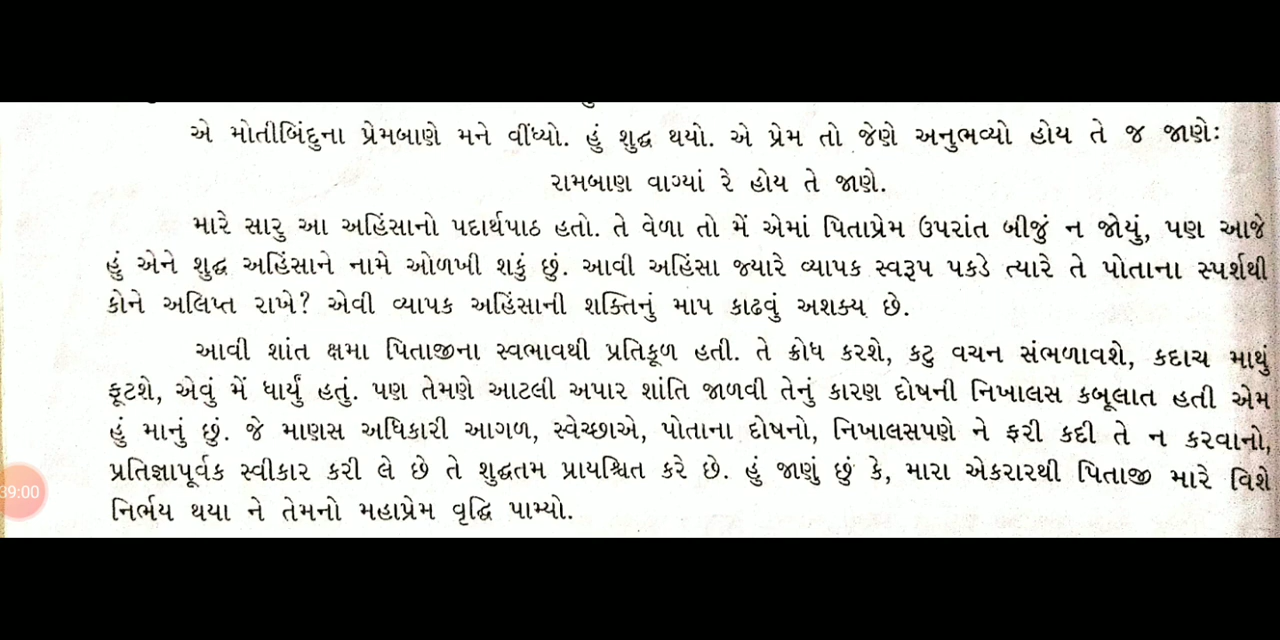 એ મોતીબિંદુના પ્રેમબાણે મને વીંધ્યો. હું શુદ્ધ થયો. એ પ્રેમ તો જેણે અનુભવ્યો હોય તે જ જાણેઃ
રામબાણ વાગ્યાં રે હોય તે જાણે.
મારે સારુ આ અહિંસાનો પદાર્થપાઠ હતો. તે વેળા તો મેં એમાં પિતાપ્રેમ ઉપરાંત બીજું ન જોયું, પણ આજે
હું એને શુદ્ધ અહિંસાને નામે ઓળખી શકું છું. આવી અહિંસા જ્યારે વ્યાપક સ્વરૂપ પકડે ત્યારે તે પોતાના સ્પર્શથી
કોને અલિપ્ત રાખે? એવી વ્યાપક અહિંસાની શક્તિનું માપ કાઢવું અશક્ય છે.
આવી શાંત ક્ષમા પિતાજીના સ્વભાવથી પ્રતિકૂળ હતી. તે ક્રોધ કરશે, કટુ વચન સંભળાવશે, કદાચ માથું
ફૂટશે, એવું મેં ધાર્યું હતું. પણ તેમણે આટલી અપાર શાંતિ જાળવી તેનું કારણ દોષની નિખાલસ કબૂલાત હતી એમ
હું માનું છું. જે માણસ અધિકારી આગળ, સ્વેચ્છાએ, પોતાના દોષનો, નિખાલસપણે ને ફરી કદી તે ન કરવાનો,
પ્રતિજ્ઞાપૂર્વક સ્વીકાર કરી લે છે તે શુદ્ધતમ પ્રાયશ્ચિત કરે છે. હું જાણું છું કે, મારા એકરારથી પિતાજી મારે વિશે
નિર્ભય થયા ને તેમનો મહાપ્રેમ વૃદ્ધિ પામ્યો.
39:00